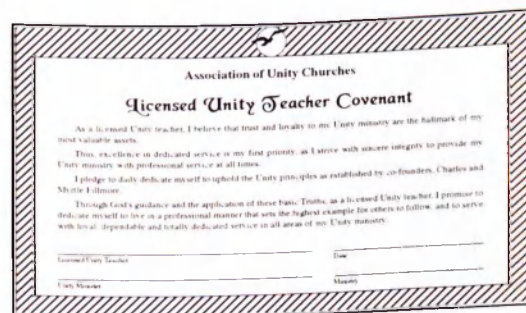 Association of Unity Churches
Licensed Unity Teacher Covenant
As a licensed Unity teacher, I believe that trust and loyalty to my Unity ministry are the hallmark of my
most valuable assets.
Thus, excellence in dedicated service is my first priority, as I strive with sincere integrity to provide my
Unity ministry with professional service at all times.
I pledge to daily dedicate myself to uphold the Unity principles as established by co-founders, Charles and
Myrtle Fillmore.
Through God's guidance and the application of these basic Truths, as a licensed Unity teacher, I promise to
dedicate myself to live in a professional manner that sets the highest example for others to follow, and to serve
with loyal, dependable and totally dedicated service in all areas of my Unity ministry.
Licensed Unity Teacher
Date
Unity Minister
Ministry